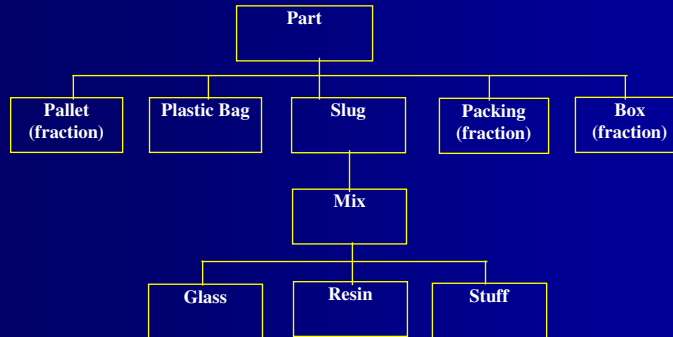 Part
Pallet
(fraction)
Plastic Bag
Slug
Packing
(fraction)
Box
(fraction)
Mix
Glass
Resin
Stuff